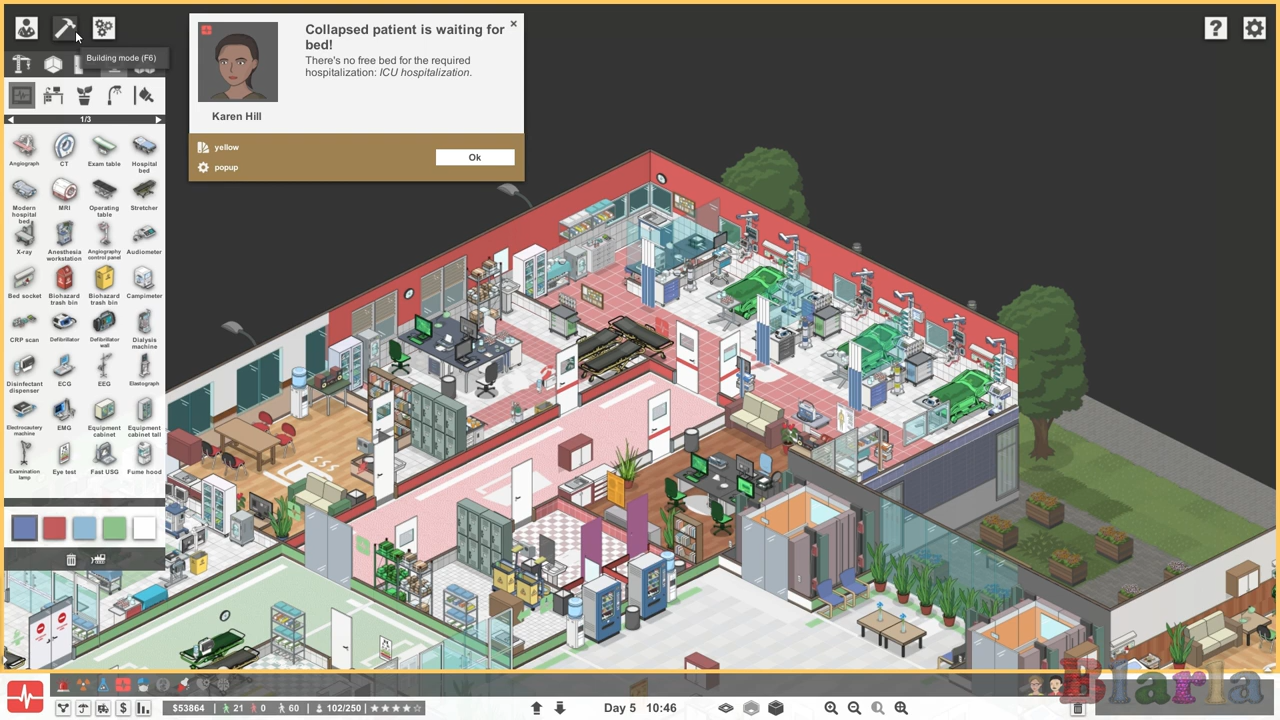 Building mode (F6)
1/3
Angiograph
CT
Exam table
Hospital
bed
Modern
hospital
bed
MRI
Operating
table
Stretcher
X-ray
Anesthesia
workstation
Angiography
control panel
Audiometer
Bed socket
Biohazard
trash bin
Biohazard
trash bin
Campimeter
CRP scan
Defibrillator
Defibrillator
wall
Dialysis
machine
Disinfectant
dispenser
ECG
EEG
Elastograph
Electrocautery
machine
EMG
Equipment
cabinet
Equipment
cabinet tall
Examination
lamp
Eye test
Fast USG
Fume hood
Collapsed patient is waiting for
bed!
There's no free bed for the required
hospitalization: ICU hospitalization.
Karen Hill
yellow
popup
Ok
?
$53864
21
0
60
102/250
Day 5 10:46
Blarla